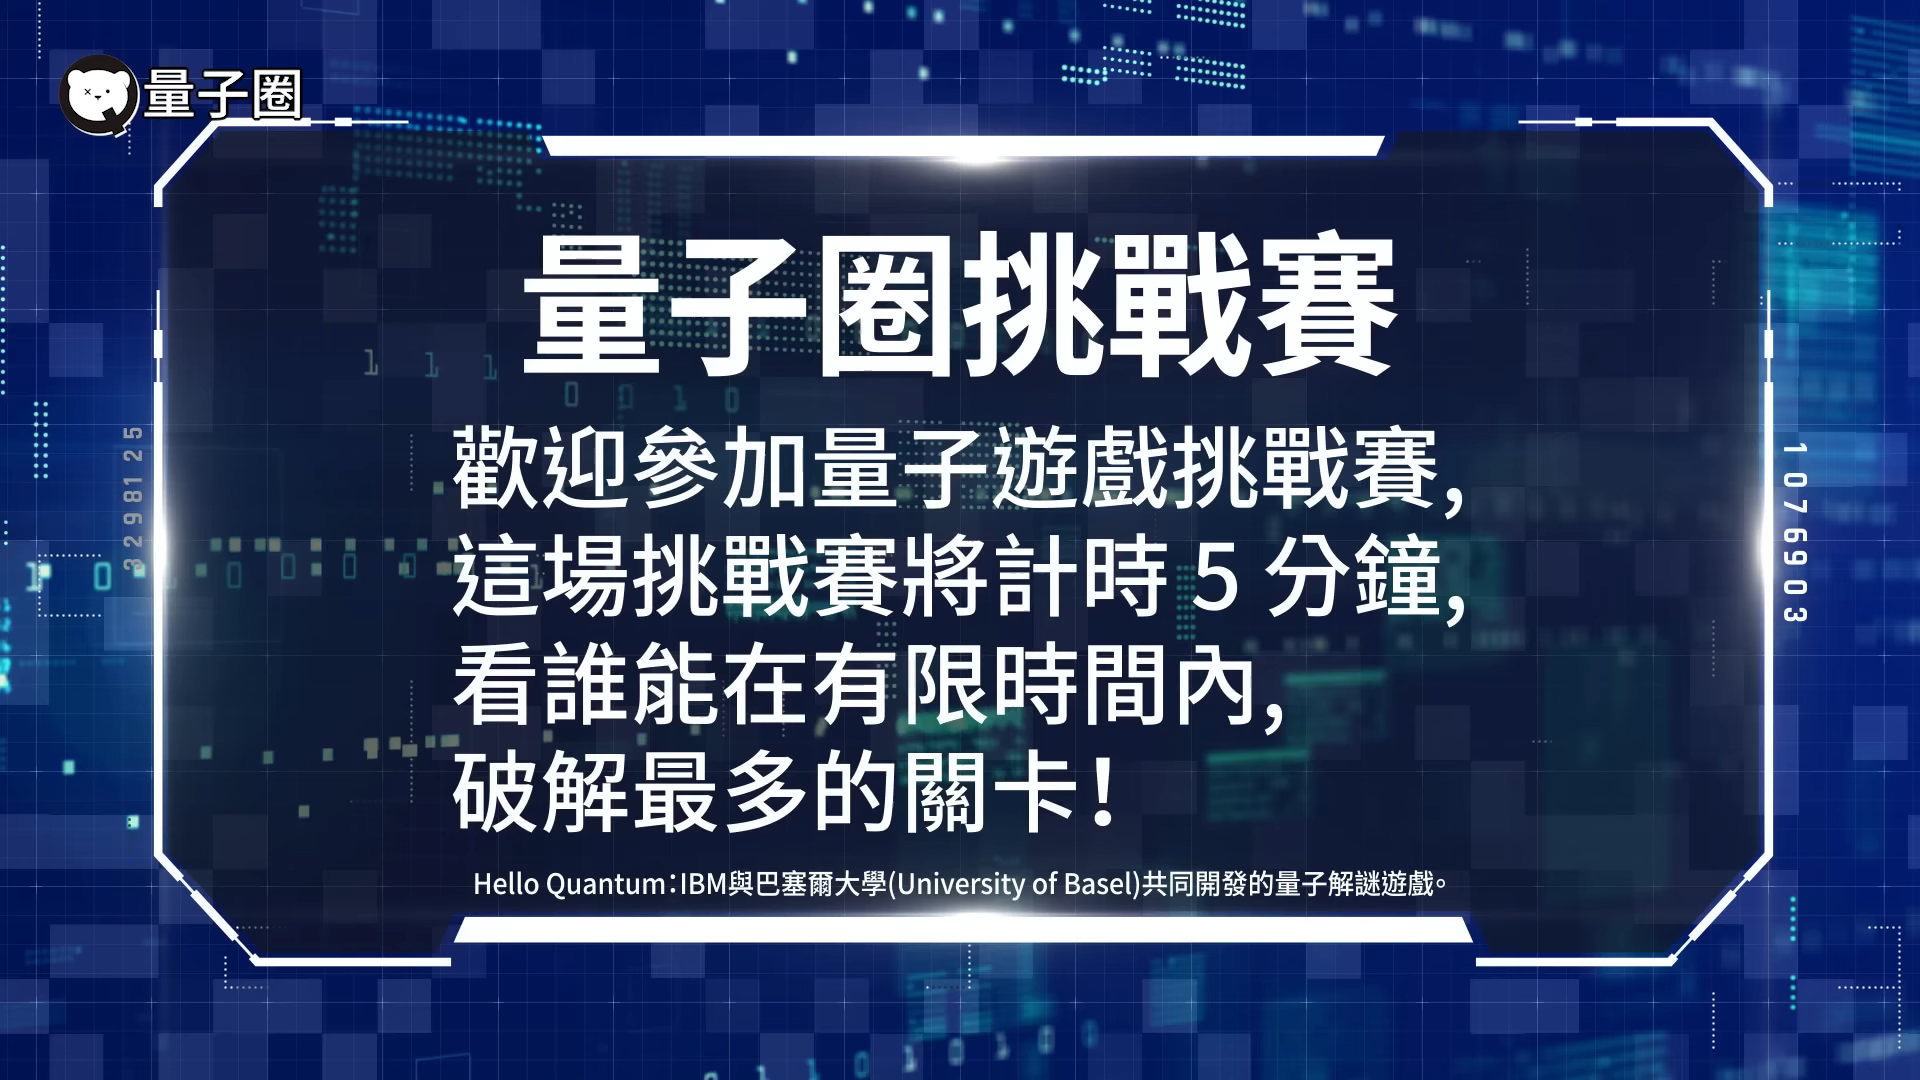 量子圈
量子圈挑戰賽
歡迎參加量子遊戲挑戰賽,
這場挑戰賽將計時 5 分鐘,
看誰能在有限時間內,
破解最多的關卡!
Hello Quantum:IBM與巴塞爾大學(University of Basel)共同開發的量子解謎遊戲。
3298125
1076903